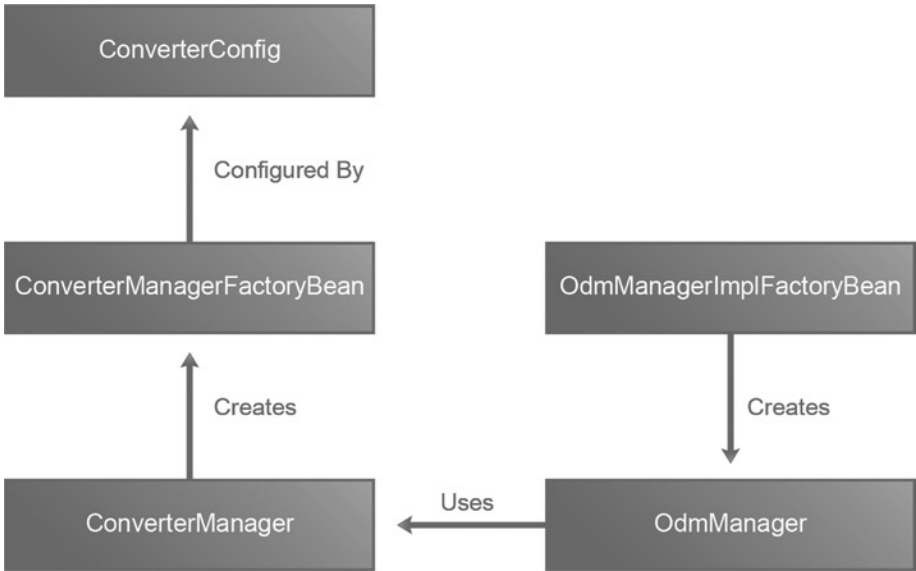 ConverterConfig
Configured By
ConverterManagerFactoryBean
OdmManagerImplFactoryBean
Creates
Creates
ConverterManager
Uses
OdmManager